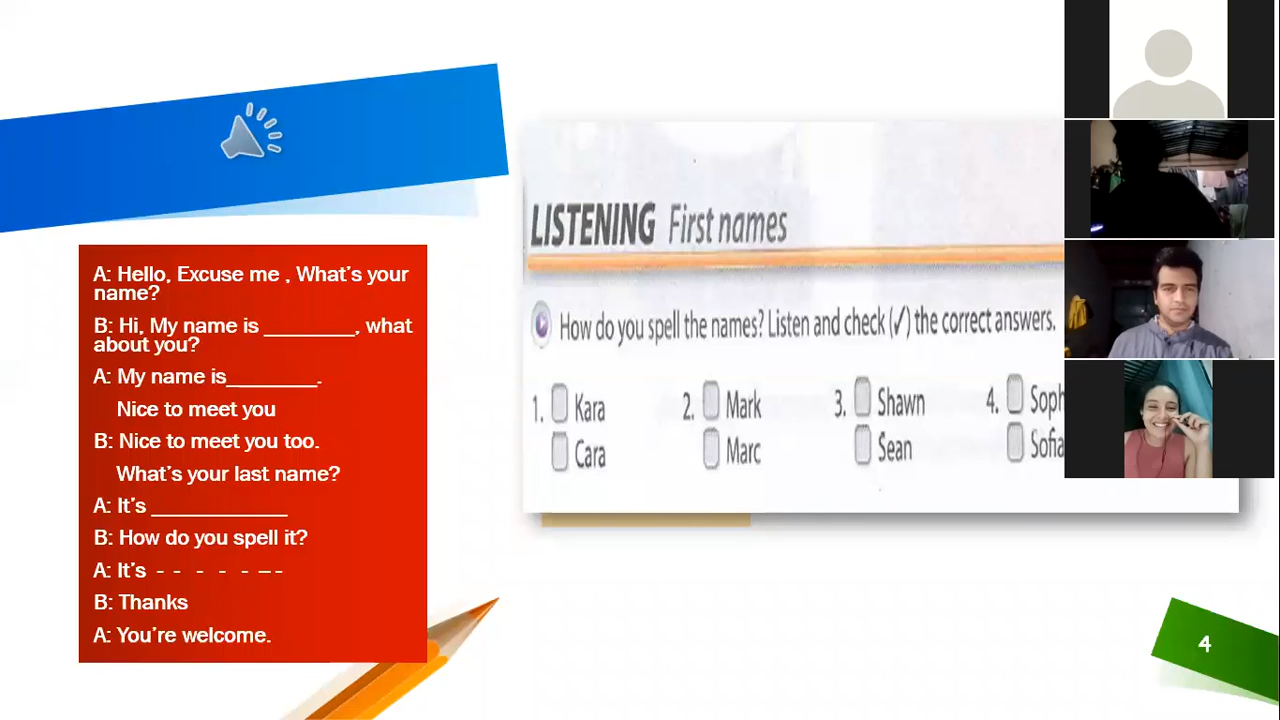 A: Hello, Excuse me , What's your
name?
B: Hi, My name is ________, what
about you?
A: My name is________.
Nice to meet you
B: Nice to meet you too.
What's your last name?
A: It's ____________
B: How do you spell it?
A: It's - - - - - – -
B: Thanks
A: You're welcome.
LISTENING First names
How do you spell the names? Listen and check (✓) the correct answers.
1. Kara 2. Mark 3. Shawn 4. Soph
Cara Marc Sean Sofia
4